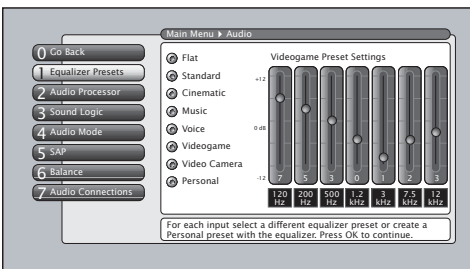 Main Menu Audio
0 Go Back
1 Equalizer Presets
2 Audio Processor
3 Sound Logic
4 Audio Mode
5 SAP
6 Balance
7 Audio Connections
Flat
Standard
Cinematic
Music
Voice
Videogame
Video Camera
Personal
Videogame Preset Settings
+12
0 dB
-12
7 5 3 0 1 2 3
120 Hz 200 Hz 500 Hz 1.2 kHz 3 kHz 7.5 kHz 12 kHz
For each input select a different equalizer preset or create a
Personal preset with the equalizer. Press OK to continue.